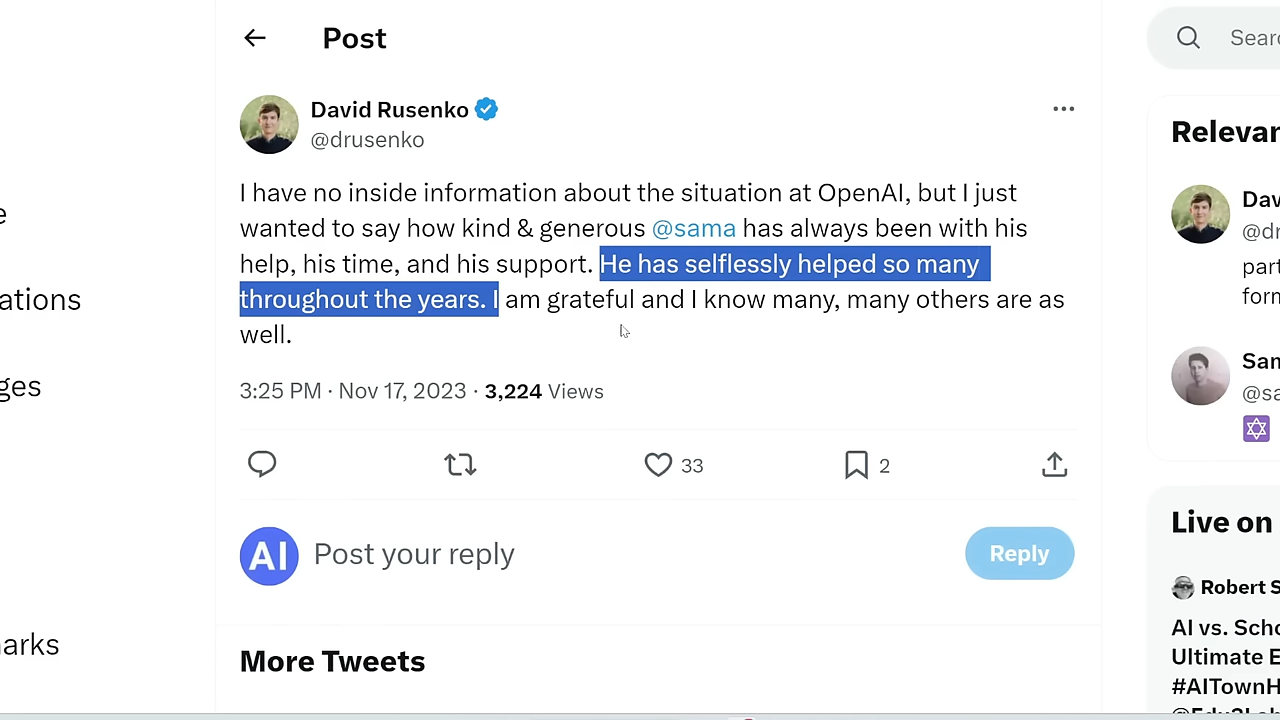 Post
Sear
David Rusenko
@drusenko
I have no inside information about the situation at OpenAI, but I just
wanted to say how kind & generous @sama has always been with his
help, his time, and his support. He has selflessly helped so many
throughout the years. I am grateful and I know many, many others are as
well.
3:25 PM · Nov 17, 2023 · 3,224 Views
33
2
AI
Post your reply
Reply
More Tweets
e
ations
ges
arks
Relevan
Dav
@dr
part
form
Sam
@sa
Live on
Robert S
AI vs. Scho
Ultimate E
#AITownH